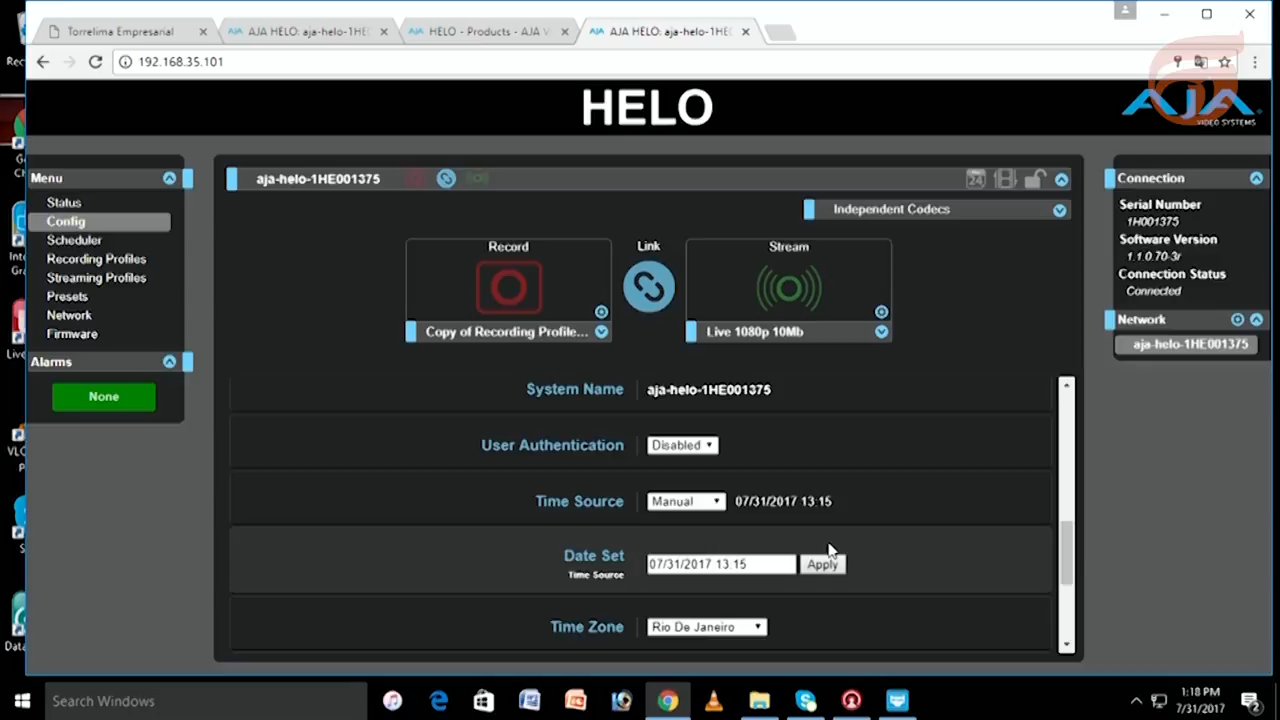 Torrelima Empresarial
AJA HELO: aja-helo-1HE
HELO - Products - AJA V
AJA HELO: aja-helo-1HE
192.168.35.101
HELO
AJA
VIDEO SYSTEMS
Menu
Status
Config
Scheduler
Recording Profiles
Streaming Profiles
Presets
Network
Firmware
Alarms
None
aja-helo-1HE001375
24
Independent Codecs
Record
Link
Stream
Copy of Recording Profile...
Live 1080p 10Mb
System Name
aja-helo-1HE001375
User Authentication
Disabled
Time Source
Manual
07/31/2017 13:15
Date Set
Time Source
07/31/2017 13:15
Apply
Time Zone
Rio De Janeiro
Connection
Serial Number
1H001375
Software Version
1.1.0.70-3r
Connection Status
Connected
Network
aja-helo-1HE001375
Search Windows
1:18 PM
7/31/2017
2